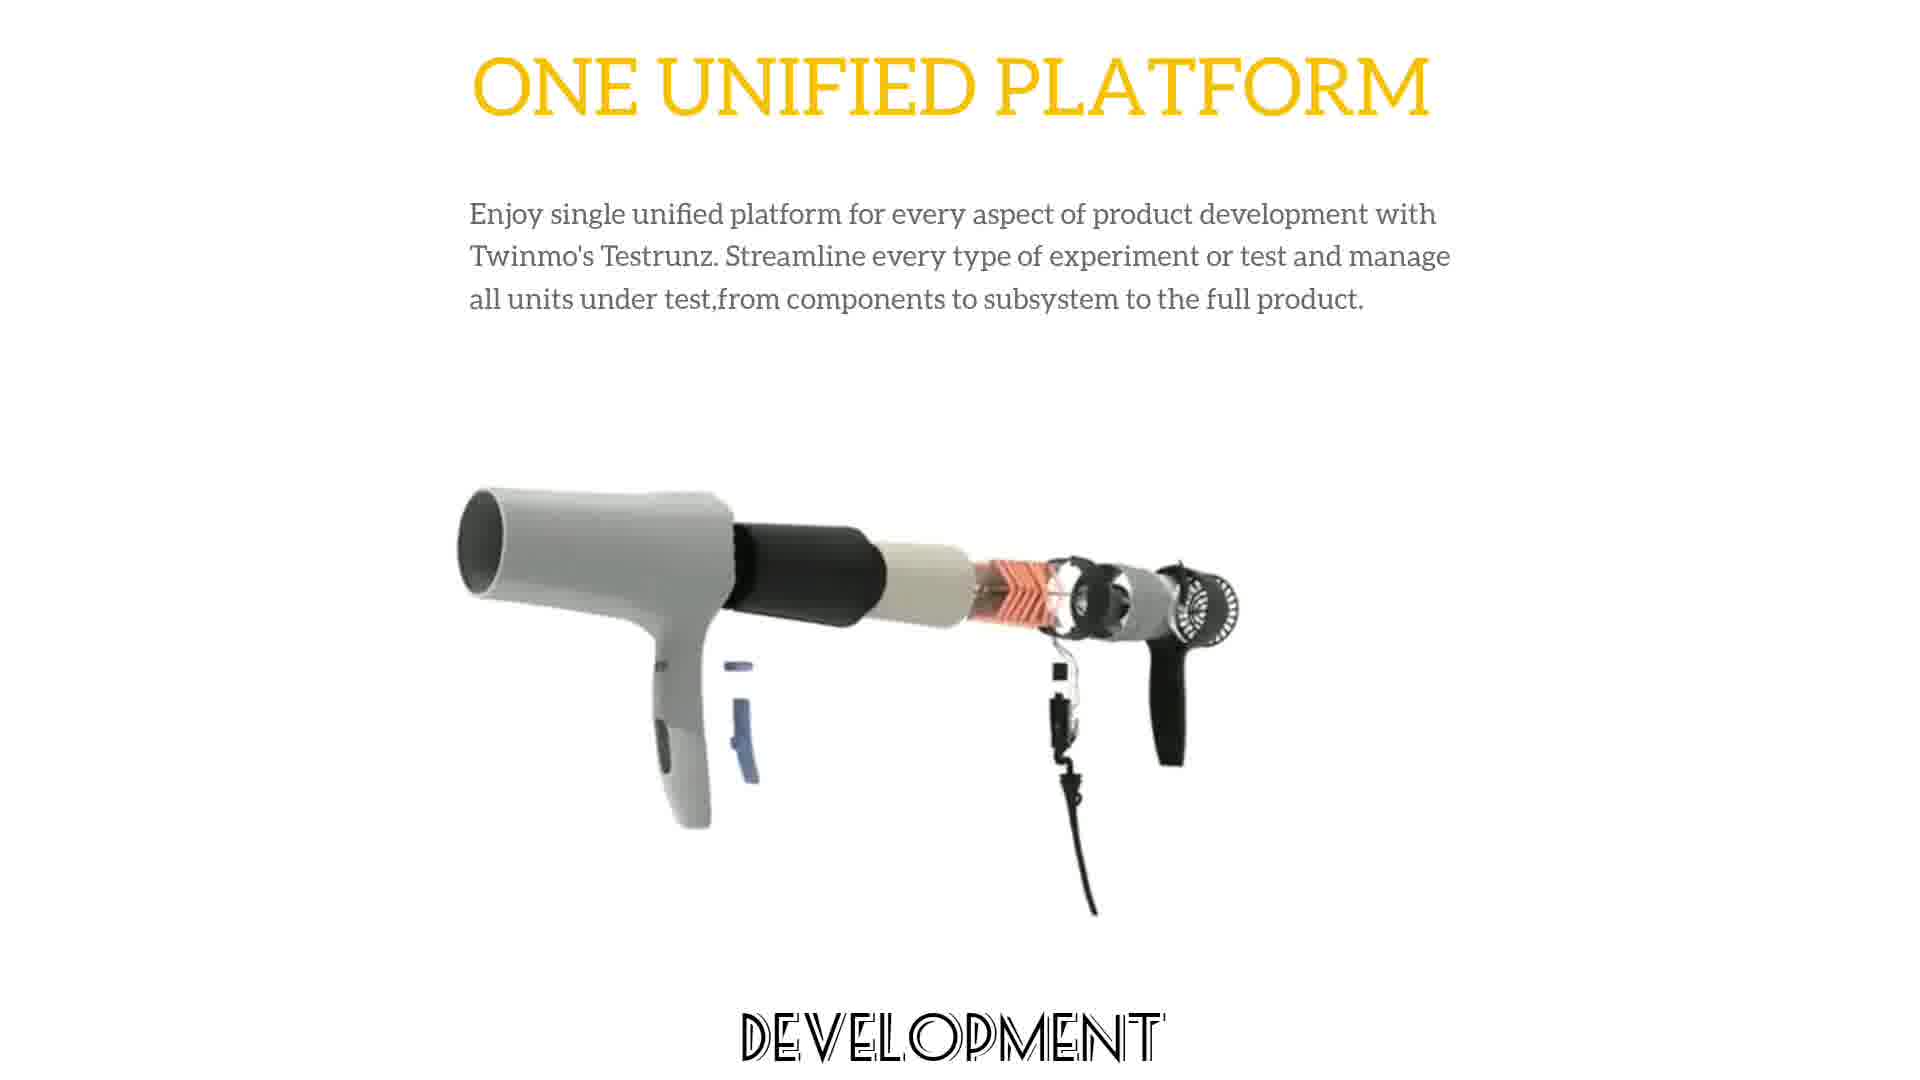 ONE UNIFIED PLATFORM
Enjoy single unified platform for every aspect of product development with
Twinmo's Testrunz. Streamline every type of experiment or test and manage
all units under test,from components to subsystem to the full product.
DEVELOPMENT